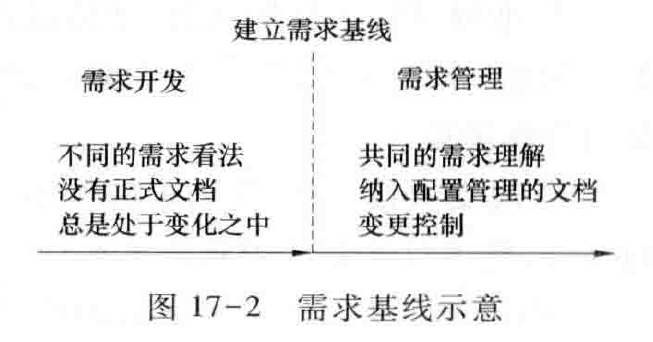 建立需求基线
需求开发
需求管理
不同的需求看法
没有正式文档
总是处于变化之中
共同的需求理解
纳入配置管理的文档
变更控制
图 17-2 需求基线示意